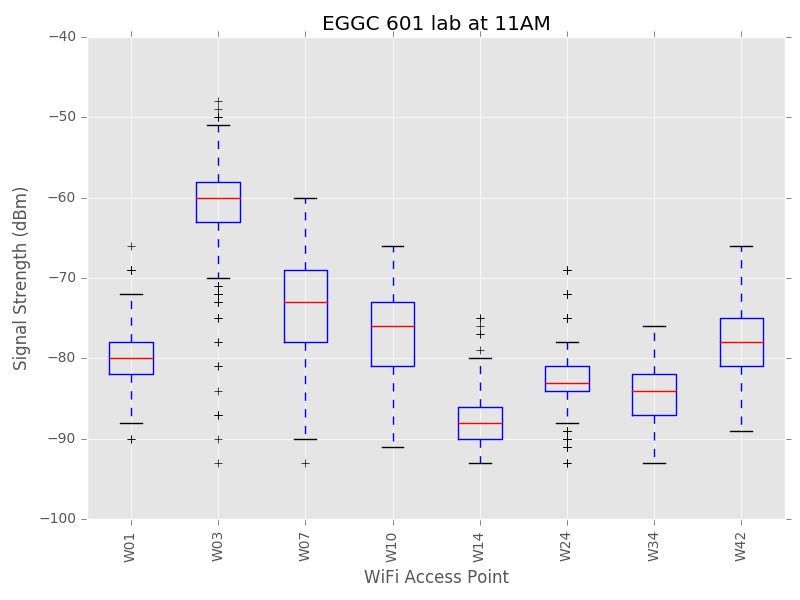 EGGC 601 lab at 11AM
−40
−50
−60
−70
−80
−90
−100
Signal Strength (dBm)
W01 W03 W07 W10 W14 W24 W34 W42
WiFi Access Point